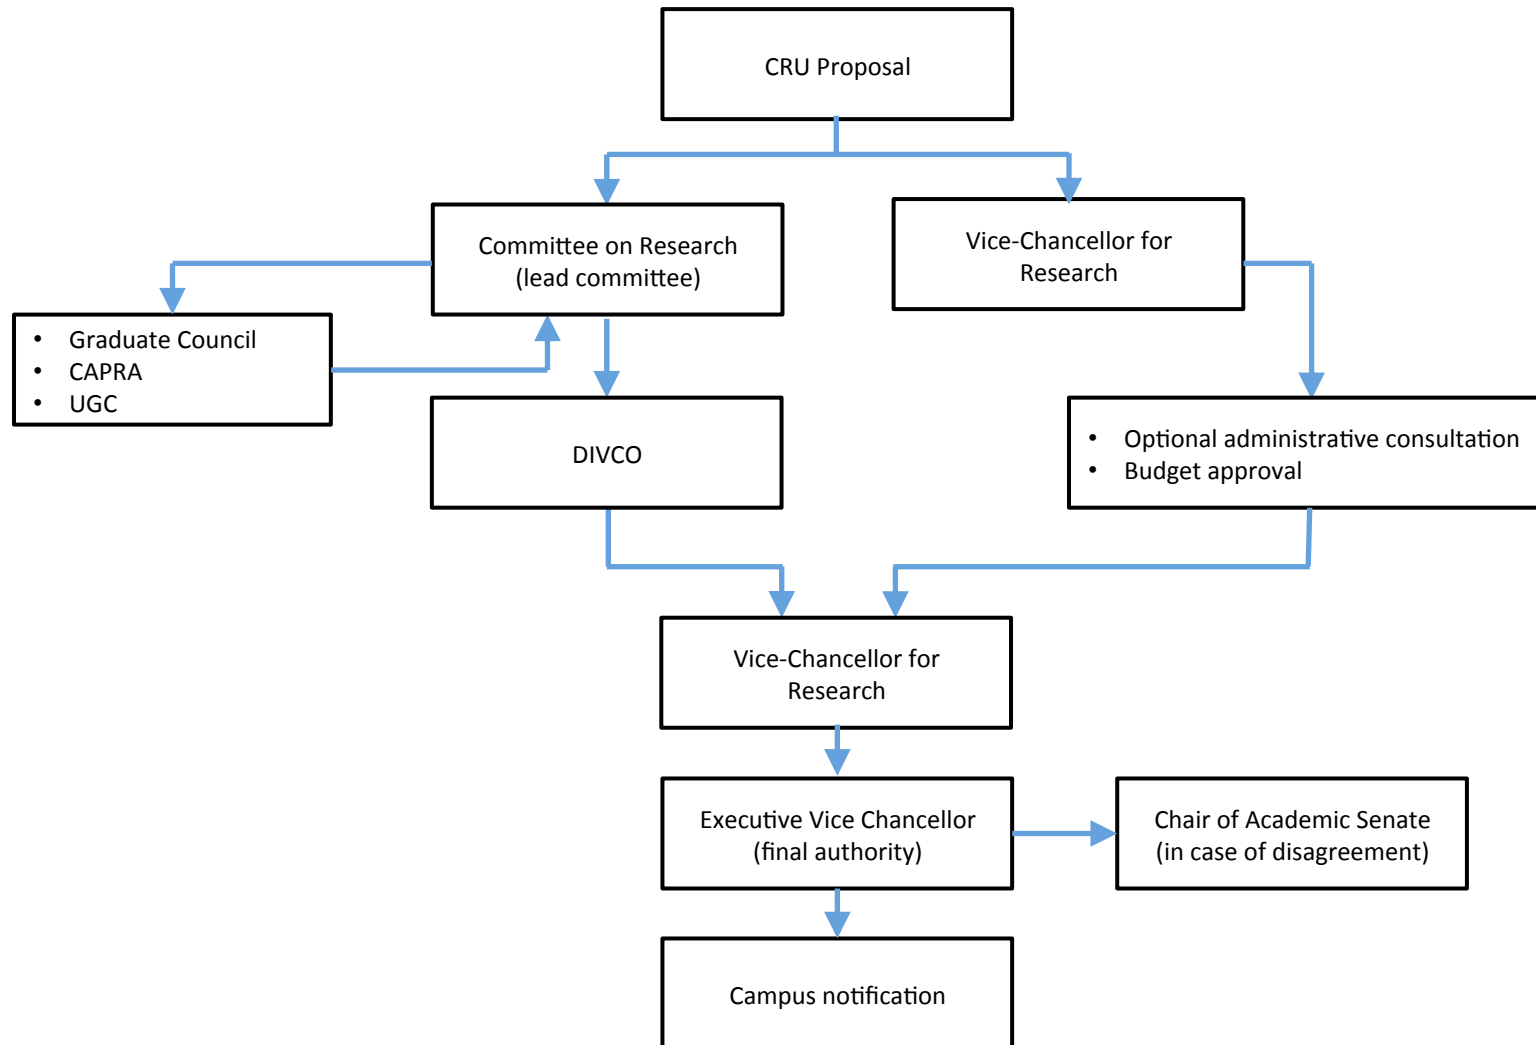 CRU Proposal
Committee on Research
(lead committee)
Vice-Chancellor for
Research
• Graduate Council
• CAPRA
• UGC
DIVCO
• Optional administrative consultation
• Budget approval
Vice-Chancellor for
Research
Executive Vice Chancellor
(final authority)
Chair of Academic Senate
(in case of disagreement)
Campus notification